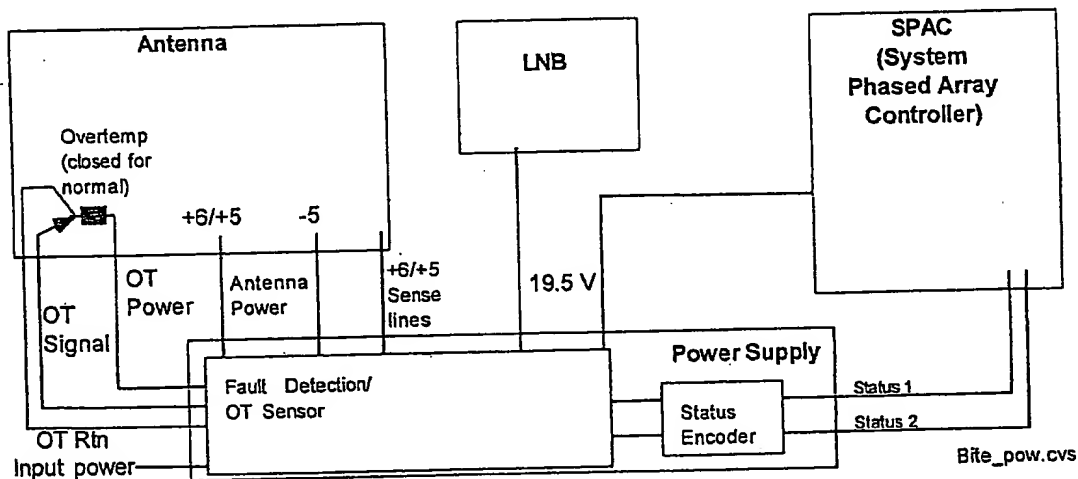 Antenna
LNB
SPAC
(System
Phased Array
Controller)
Overtemp
(closed for
normal)
+6/+5
-5
OT
Power
Antenna
Power
+6/+5
Sense
lines
19.5 V
OT
Signal
Power Supply
Fault Detection/
OT Sensor
Status
Encoder
Status 1
Status 2
OT Rtn
Input power
Bite_pow.cvs